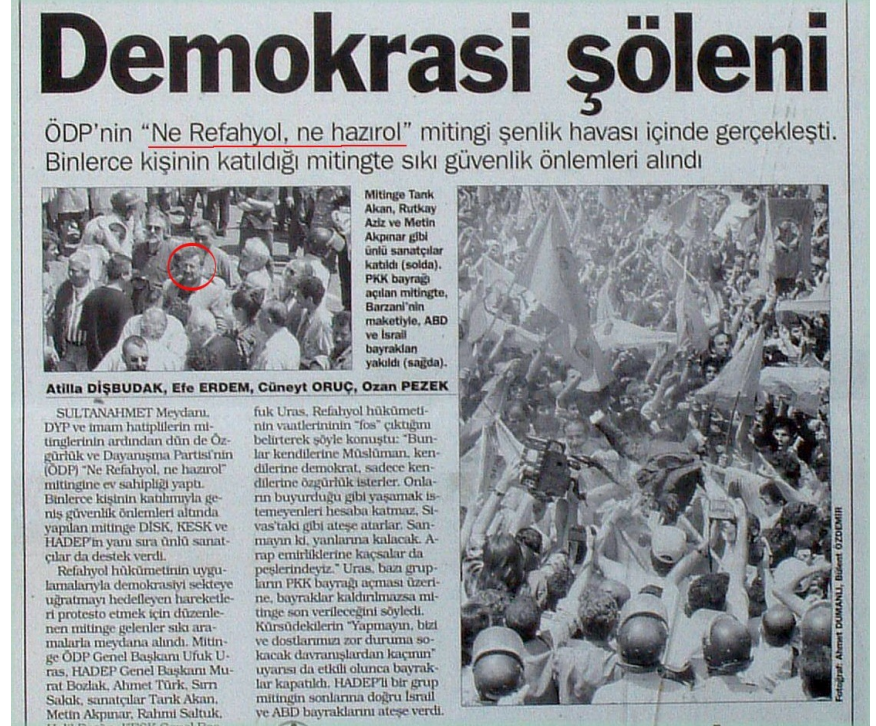 Demokrasi şöleni
ÖDP'nin “Ne Refahyol, ne hazırol” mitingi şenlik havası içinde gerçekleşti.
Binlerce kişinin katıldığı mitingte sıkı güvenlik önlemleri alındı
Mitinge Tarık
Akan, Rutkay
Aziz ve Metin
Akpınar gibi
ünlü sanatçılar
katıldı (solda).
PKK bayrağı
açılan mitingte,
Barzani'nin
maketiyle, ABD
ve İsrail
bayrakları
yakıldı (sağda).
Atilla DİŞBUDAK, Efe ERDEM, Cüneyt ORUÇ, Ozan PEZEK
SULTANAHMET Meydanı,
DYP ve imam hatiplilerin mi-
tinglerinin ardından dün de Öz-
gürlük ve Dayanışma Partisi'nin
(ÖDP) “Ne Refahyol, ne hazırol”
mitingine ev sahipliği yaptı.
Binlerce kişinin katılımıyla ge-
niş güvenlik önlemleri altında
yapılan mitinge DİSK, KESK ve
HADEP'in yanı sıra ünlü sanat-
çılar da destek verdi.
Refahyol hükümetinin uygu-
lamalarıyla demokrasiyi sekteye
uğratmayı hedefleyen hareketle-
ri protesto etmek için düzenle-
nen mitinge gelenler sıkı ara-
malarla meydana alındı. Mitin-
ge ÖDP Genel Başkanı Ufuk U-
ras, HADEP Genel Başkanı Mu-
rat Bozlak, Ahmet Türk, Sırrı
Sakık, sanatçılar Tarık Akan,
Metin Akpınar, Rahmi Saltuk,
fuk Uras, Refahyol hükümeti-
nin vaatlerininin “fos” çıktığını
belirterek şöyle konuştu: “Bun-
lar kendilerine Müslüman, ken-
dilerine demokrat, sadece ken-
dilerine özgürlük isterler. Onla-
rın buyurduğu gibi yaşamak is-
temeyenleri hesaba katmaz, Si-
vas'taki gibi ateşe atarlar. San-
mayın ki, yanlarına kalacak. A-
rap emirliklerine kaçsalar da
peşlerindeyiz.” Uras, bazı grup-
ların PKK bayrağı açması üzeri-
ne, bayraklar kaldırılmazsa mi-
tinge son verileceğini söyledi.
Kürsüdekilerin “Yapmayın, bizi
ve dostlarımızı zor duruma so-
kacak davranışlardan kaçının”
uyarısı da etkili olunca bayrak-
lar kapatıldı. HADEP'li bir grup
mitingin sonlarına doğru İsrail
ve ABD bayraklarını ateşe verdi.
Fotoğraf: Ahmet DUMANLI, Bülent ÖZDEMİR